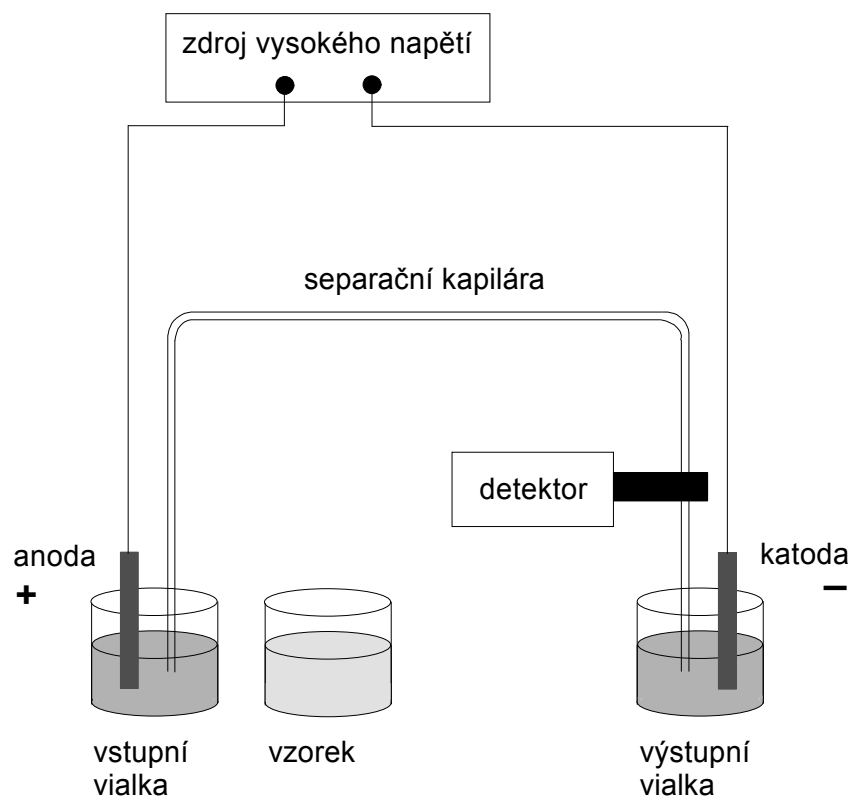 zdroj vysokého napětí
separační kapilára
detektor
anoda
+
katoda
–
vstupní
vialka
vzorek
výstupní
vialka